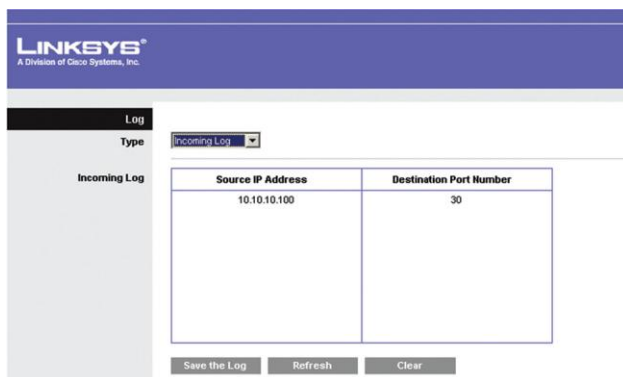 LINKSYS®
A Division of Cisco Systems, Inc.
Log
Type
Incoming Log
Incoming Log
Source IP Address Destination Port Number
10.10.10.100 30
Save the Log Refresh Clear